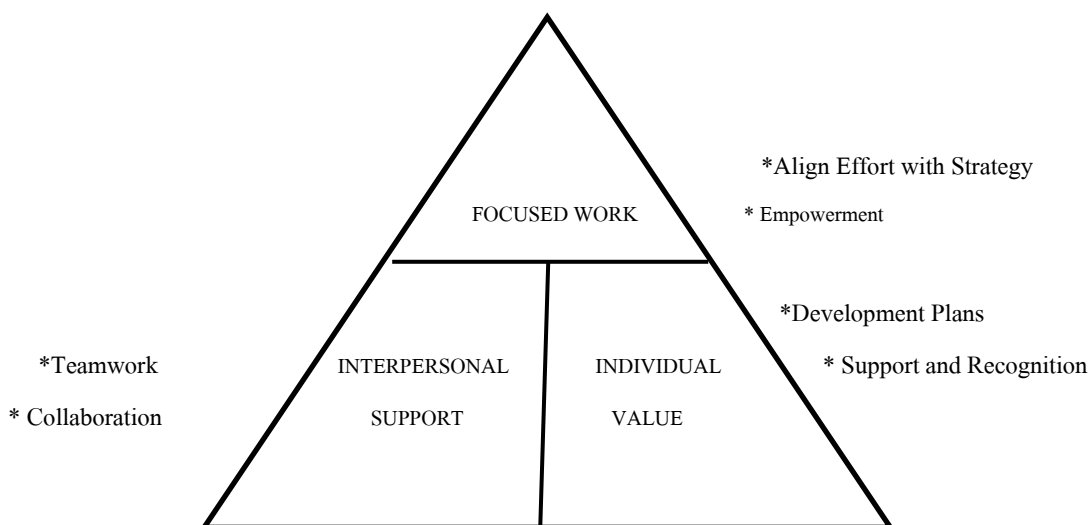 *Align Effort with Strategy
FOCUSED WORK
* Empowerment
*Development Plans
*Teamwork
* Collaboration
INTERPERSONAL
SUPPORT
INDIVIDUAL
VALUE
* Support and Recognition